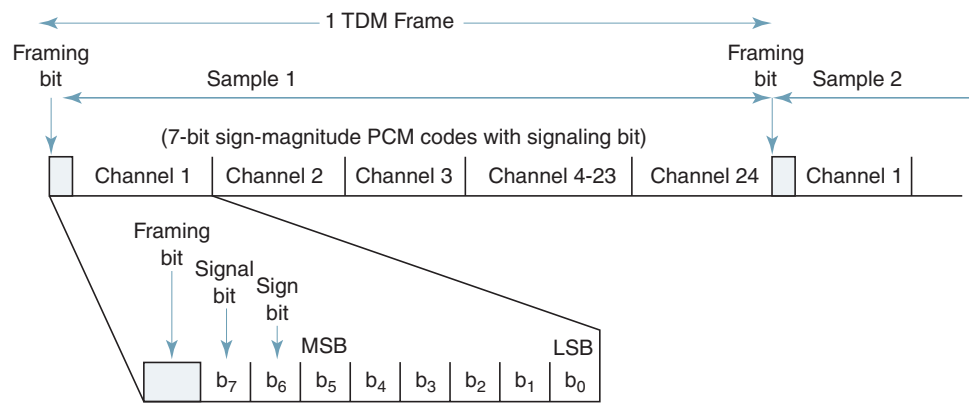 1 TDM Frame
Framing bit
Sample 1
Framing bit
Sample 2
(7-bit sign-magnitude PCM codes with signaling bit)
Channel 1 Channel 2 Channel 3 Channel 4-23 Channel 24 Channel 1
Framing bit
Signal bit
Sign bit
MSB LSB
b₇ b₆ b₅ b₄ b₃ b₂ b₁ b₀